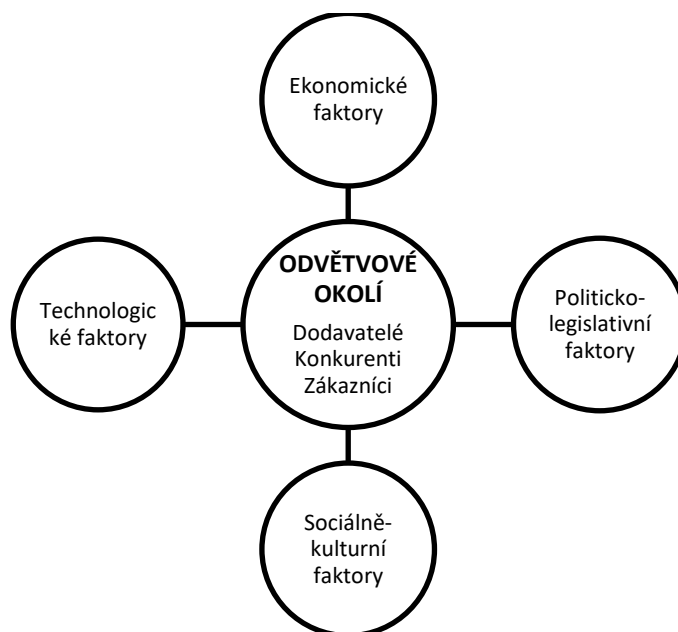 Ekonomické
faktory
ODVĚTVOVÉ
OKOLÍ
Dodavatelé
Konkurenti
Zákazníci
Technologic
ké faktory
Politicko-
legislativní
faktory
Sociálně-
kulturní
faktory